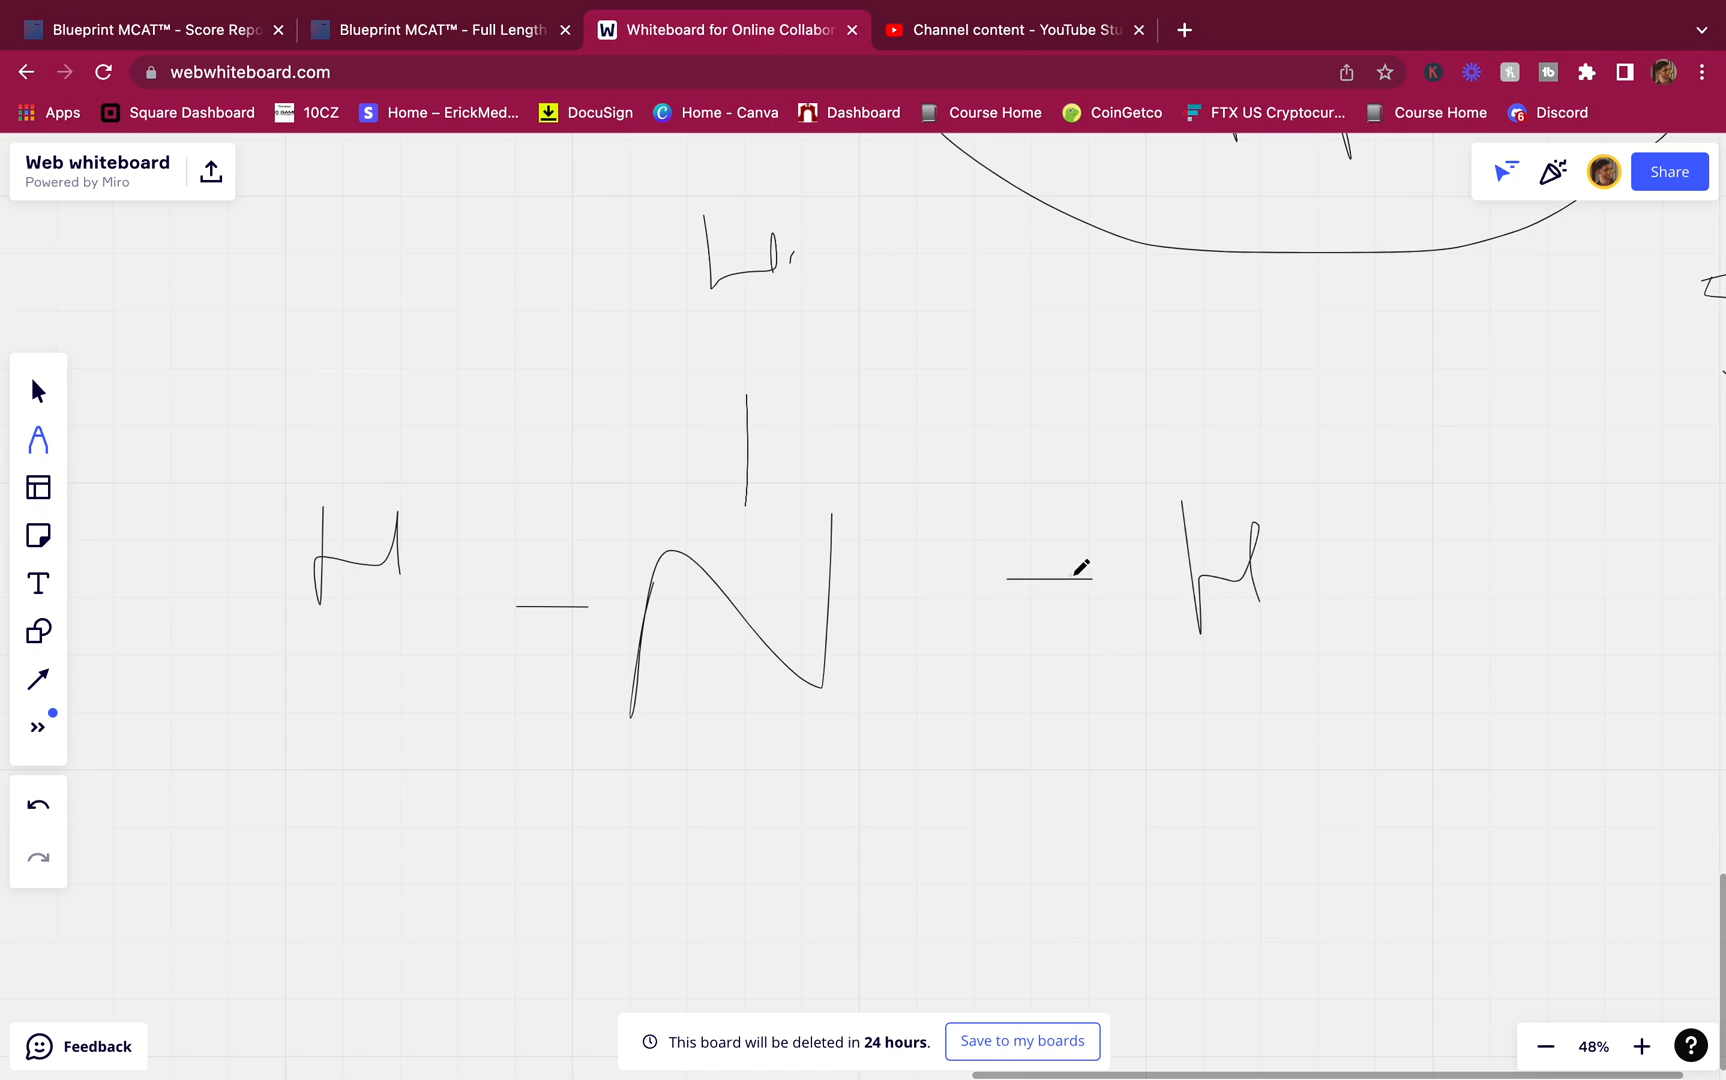 Blueprint MCAT™ - Score Repo
Blueprint MCAT™ - Full Length
Whiteboard for Online Collabor
Channel content - YouTube Stu
webwhiteboard.com
Apps
Square Dashboard
10CZ
Home – ErickMed...
DocuSign
Home - Canva
Dashboard
Course Home
CoinGetco
FTX US Cryptocur...
Course Home
Discord
Web whiteboard
Powered by Miro
Share
H
N
H
This board will be deleted in 24 hours.
Save to my boards
Feedback
48%